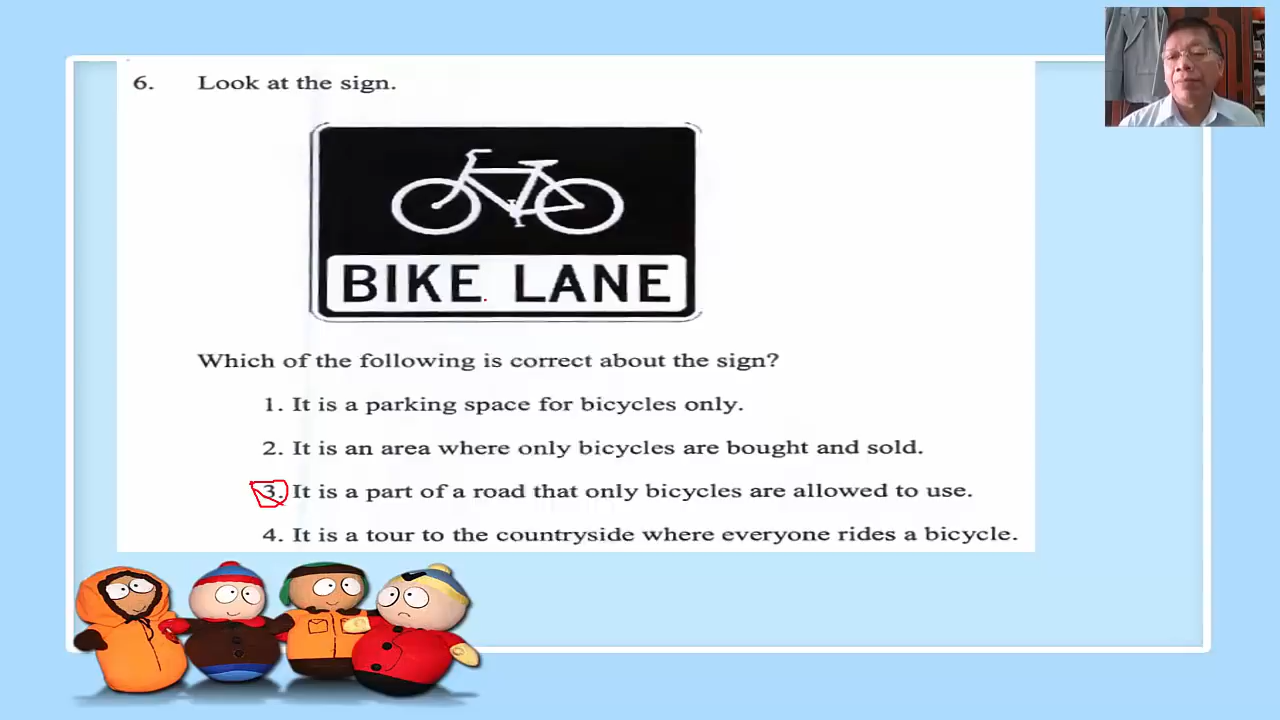 6. Look at the sign.
BIKE LANE
Which of the following is correct about the sign?
1. It is a parking space for bicycles only.
2. It is an area where only bicycles are bought and sold.
3. It is a part of a road that only bicycles are allowed to use.
4. It is a tour to the countryside where everyone rides a bicycle.